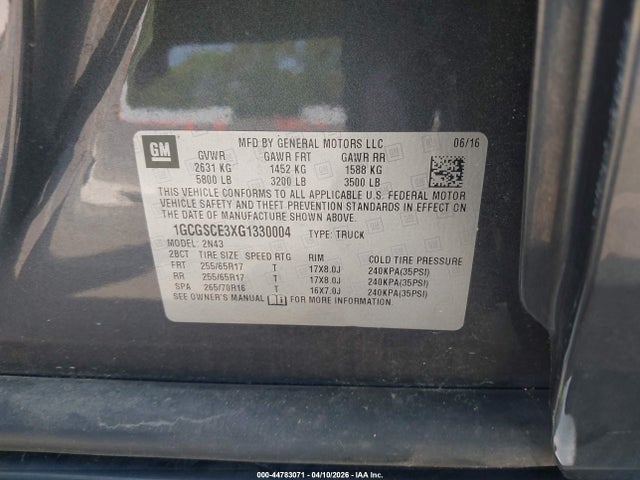 GM
MFD BY GENERAL MOTORS LLC 06/16
GVWR GAWR FRT GAWR RR
2631 KG 1452 KG 1588 KG
5800 LB 3200 LB 3500 LB
THIS VEHICLE CONFORMS TO ALL APPLICABLE U.S. FEDERAL MOTOR
VEHICLE SAFETY AND THEFT PREVENTION STANDARDS IN EFFECT
ON THE DATE OF MANUFACTURE SHOWN ABOVE.
1GCGSCE3XG1330004 TYPE: TRUCK
MODEL: 2N43
2BCT TIRE SIZE SPEED RTG RIM COLD TIRE PRESSURE
FRT 255/65R17 T 17X8.0J 240KPA(35PSI)
RR 255/65R17 T 17X8.0J 240KPA(35PSI)
SPA 265/70R16 T 16X7.0J 240KPA(35PSI)
SEE OWNER'S MANUAL FOR MORE INFORMATION.
000-44783071 - 04/10/2026 - IAA Inc.